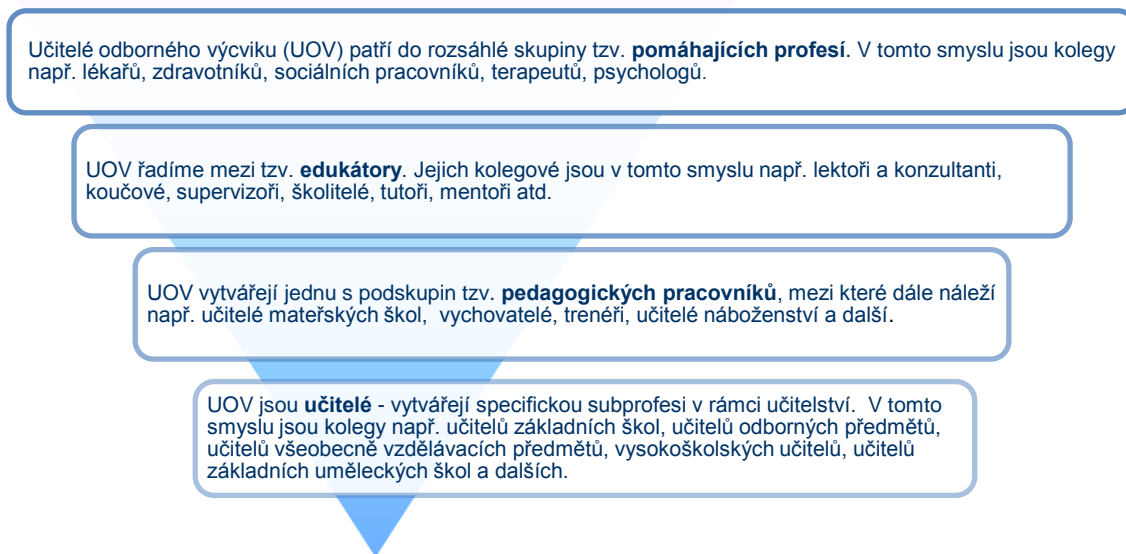 Učitelé odborného výcviku (UOV) patří do rozsáhlé skupiny tzv. pomáhajících profesí. V tomto smyslu jsou kolegy
např. lékařů, zdravotníků, sociálních pracovníků, terapeutů, psychologů.
UOV řadíme mezi tzv. edukátory. Jejich kolegové jsou v tomto smyslu např. lektoři a konzultanti,
koučové, supervizoři, školitelé, tutoři, mentoři atd.
UOV vytvářejí jednu s podskupin tzv. pedagogických pracovníků, mezi které dále náleží
např. učitelé mateřských škol, vychovatelé, trenéři, učitelé náboženství a další.
UOV jsou učitelé - vytvářejí specifickou subprofesi v rámci učitelství. V tomto
smyslu jsou kolegy např. učitelů základních škol, učitelů odborných předmětů,
učitelů všeobecně vzdělávacích předmětů, vysokoškolských učitelů, učitelů
základních uměleckých škol a dalších.